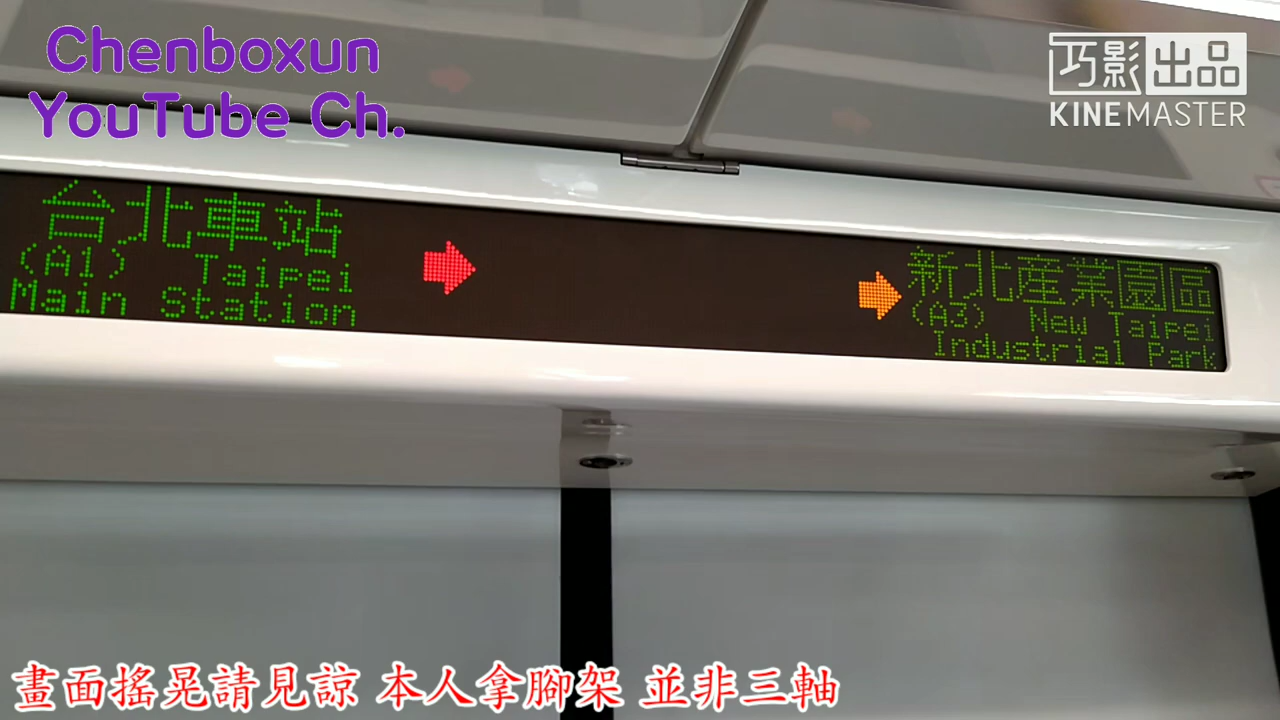 Chenboxun
YouTube Ch.
巧影出品
KINEMASTER
台北車站
(A1) Taipei
Main Station
新北產業園區
(A3) New Taipei
Industrial Park
畫面搖晃請見諒 本人拿腳架 並非三軸